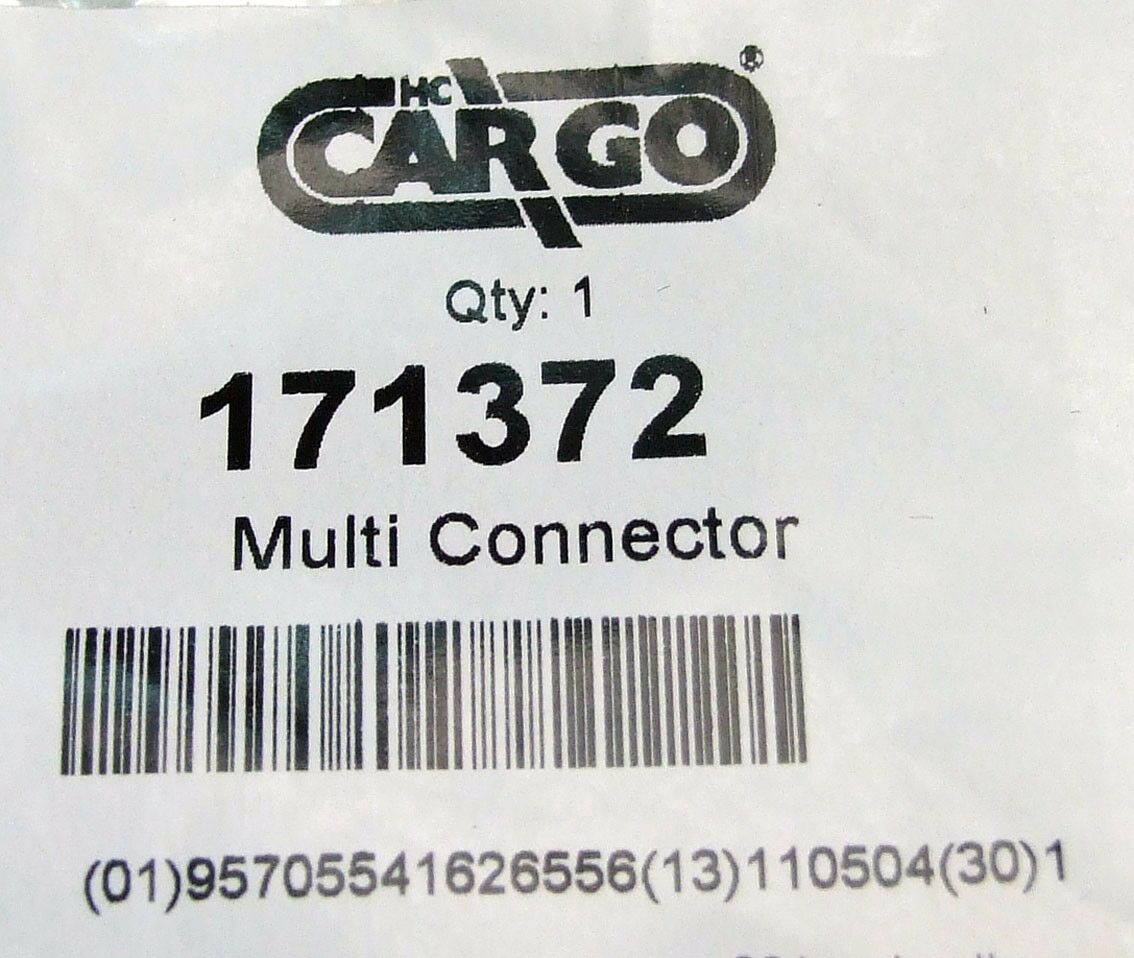 HC
CARGO®
Qty: 1
171372
Multi Connector
(01)95705541626556(13)110504(30)1